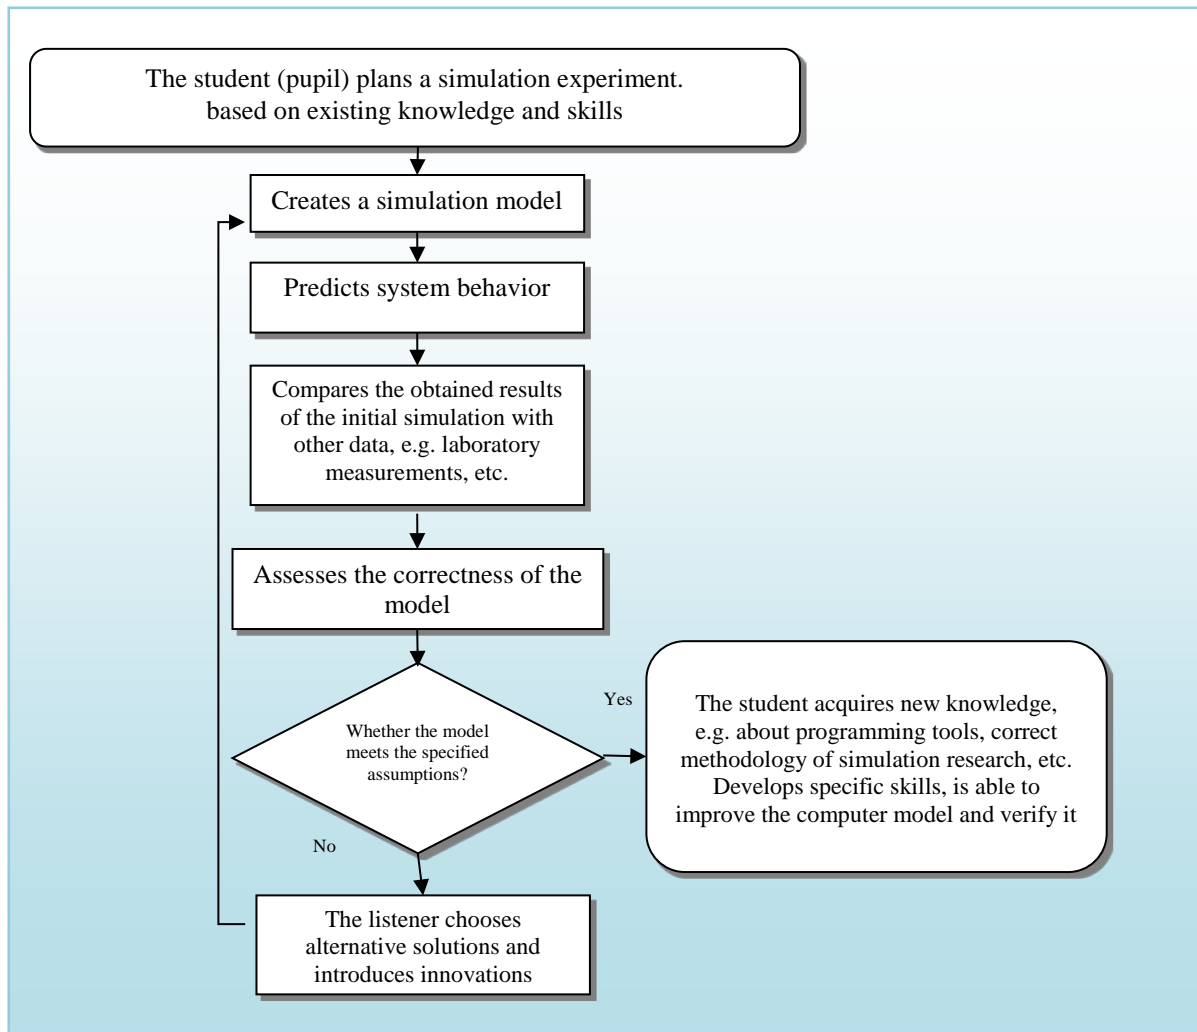 The student (pupil) plans a simulation experiment.
based on existing knowledge and skills
Creates a simulation model
Predicts system behavior
Compares the obtained results
of the initial simulation with
other data, e.g. laboratory
measurements, etc.
Assesses the correctness of the
model
Whether the model
meets the specified
assumptions?
Yes
The student acquires new knowledge,
e.g. about programming tools, correct
methodology of simulation research, etc.
Develops specific skills, is able to
improve the computer model and verify it
No
The listener chooses
alternative solutions and
introduces innovations